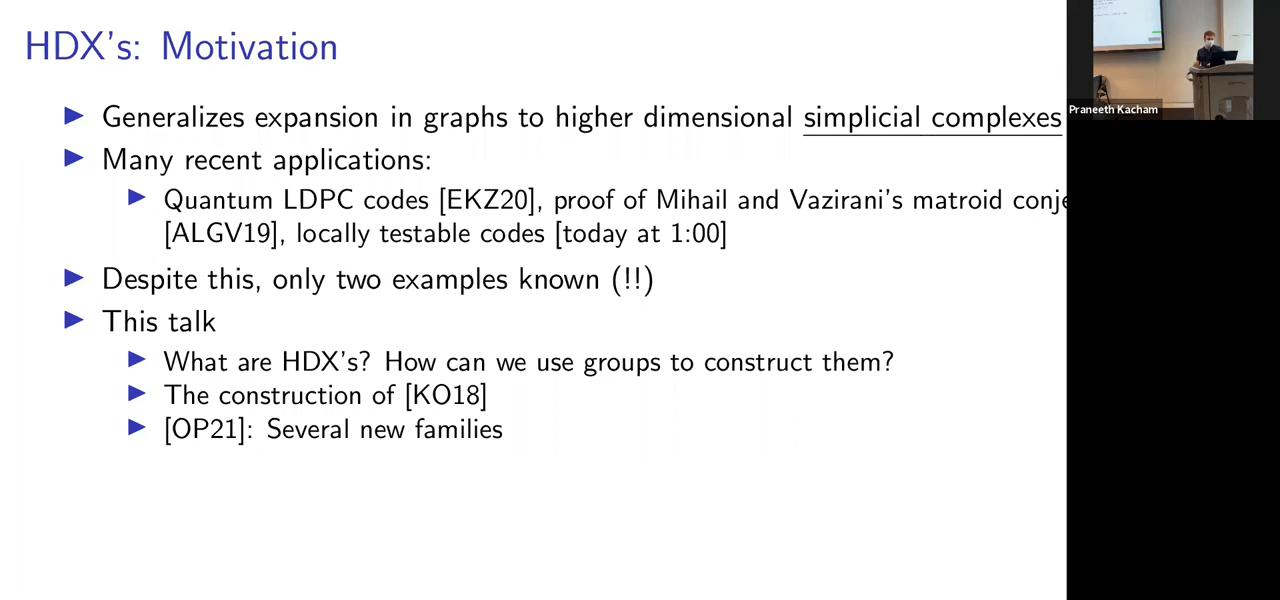 HDX's: Motivation
Generalizes expansion in graphs to higher dimensional simplicial complexes
Many recent applications:
Quantum LDPC codes [EKZ20], proof of Mihail and Vazirani's matroid conje
[ALGV19], locally testable codes [today at 1:00]
Despite this, only two examples known (!!)
This talk
What are HDX's? How can we use groups to construct them?
The construction of [KO18]
[OP21]: Several new families
Praneeth Kacham